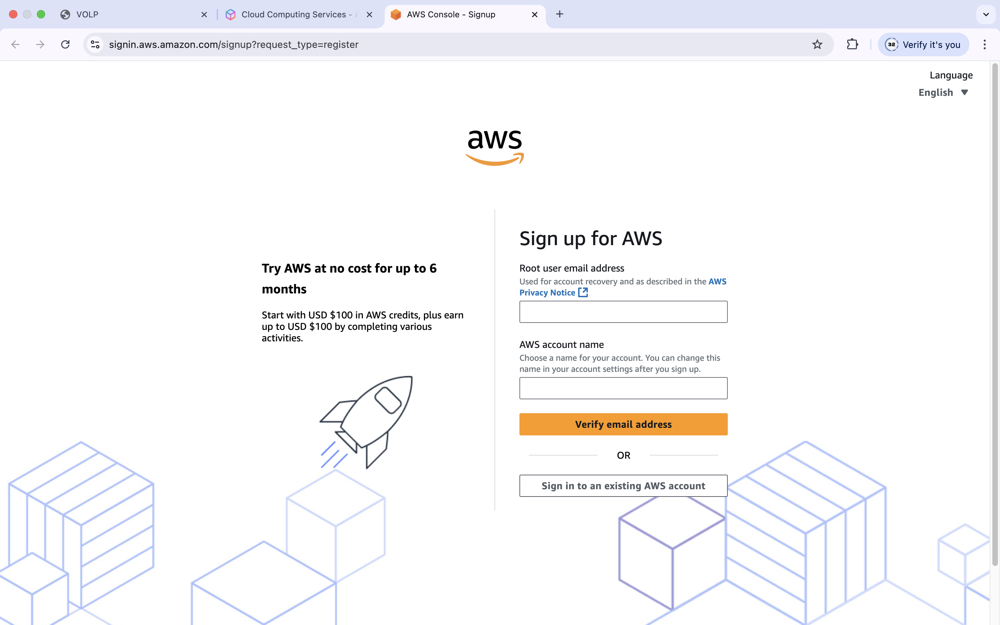 VOLP
Cloud Computing Services -
AWS Console - Signup
signin.aws.amazon.com/signup?request_type=register
32
Verify it's you
Language
English
aws
Try AWS at no cost for up to 6
months
Start with USD $100 in AWS credits, plus earn
up to USD $100 by completing various
activities.
Sign up for AWS
Root user email address
Used for account recovery and as described in the AWS
Privacy Notice
AWS account name
Choose a name for your account. You can change this
name in your account settings after you sign up.
Verify email address
OR
Sign in to an existing AWS account